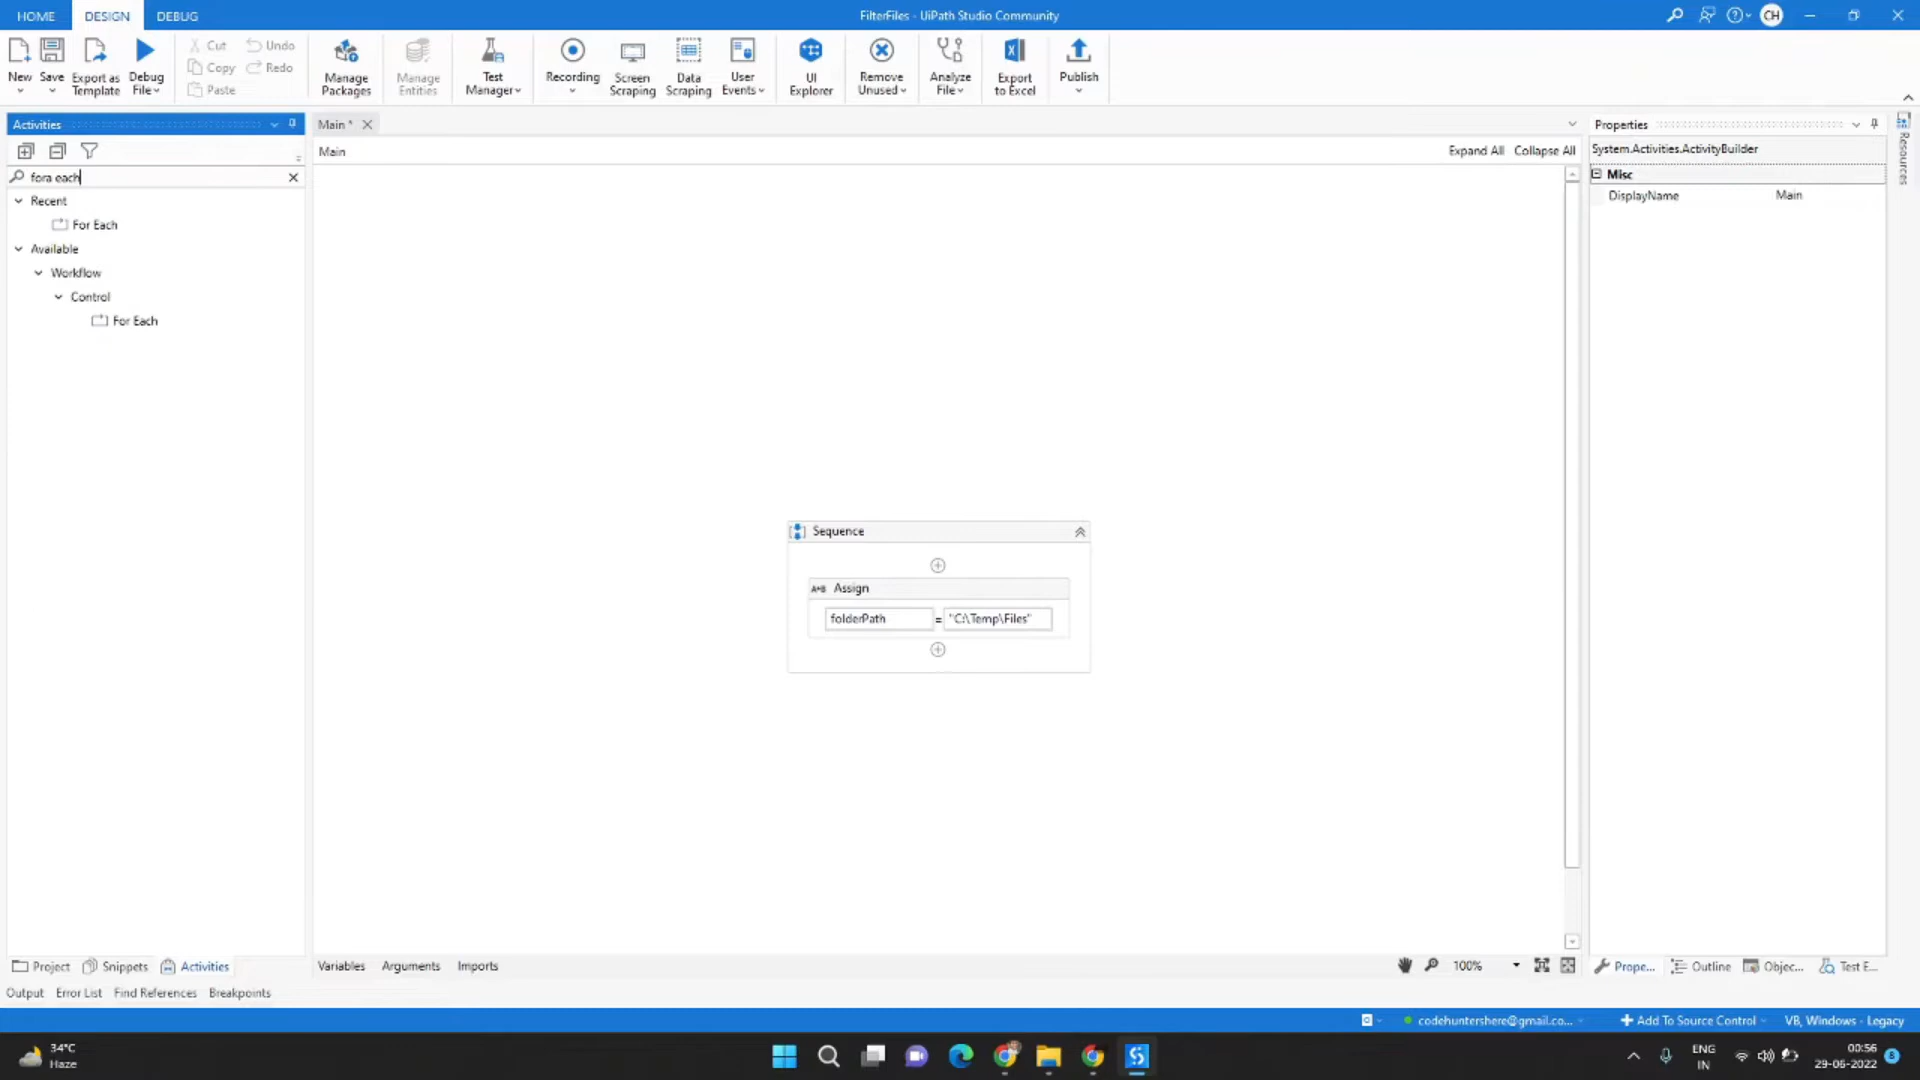 HOME DESIGN DEBUG
FilterFiles - UiPath Studio Community
CH
New Save Export as Template Debug File
Cut Undo
Copy Redo
Paste
Manage Packages
Manage Entities
Test Manager
Recording
Screen Scraping
Data Scraping
User Events
UI Explorer
Remove Unused
Analyze File
Export to Excel
Publish
Activities
Main *
Properties
Resources
Main
Expand All Collapse All
System.Activities.ActivityBuilder
fora each
Misc
DisplayName Main
Recent
For Each
Available
Workflow
Control
For Each
Sequence
Assign
A+B
folderPath = "C:\Temp\Files"
Project Snippets Activities
Variables Arguments Imports
100%
Prope... Outline Objec... Test E...
Output Error List Find References Breakpoints
codehuntershere@gmail.co...
Add To Source Control
VB, Windows - Legacy
34°C
Haze
ENG
IN
00:56
29-06-2022
8